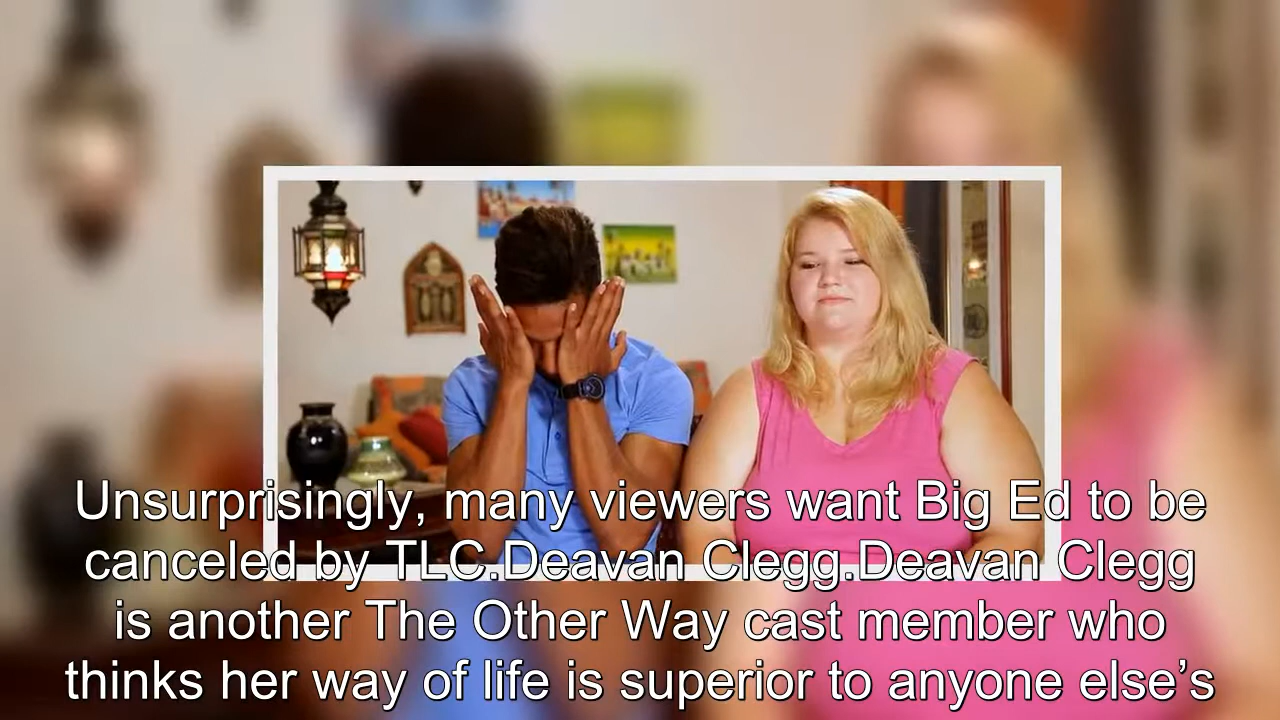 Unsurprisingly, many viewers want Big Ed to be
canceled by TLC.Deavan Clegg.Deavan Clegg
is another The Other Way cast member who
thinks her way of life is superior to anyone else’s